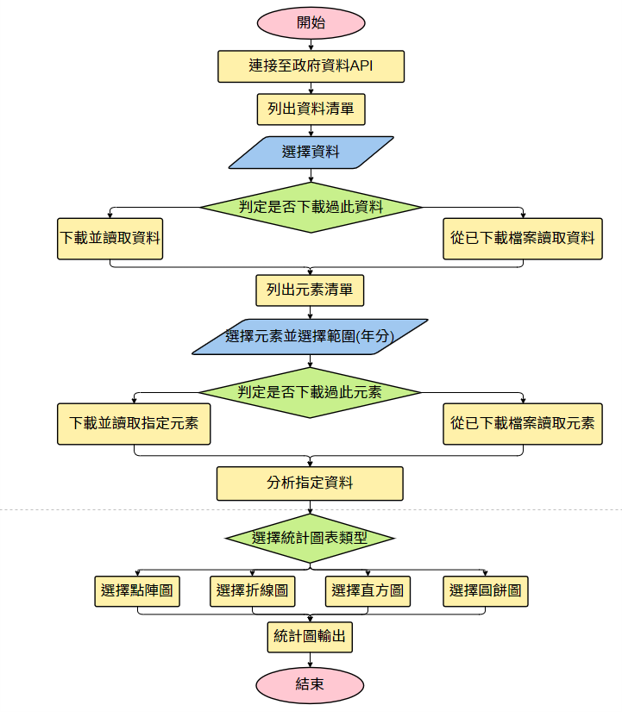 開始
連接至政府資料API
列出資料清單
選擇資料
判定是否下載過此資料
下載並讀取資料
從已下載檔案讀取資料
列出元素清單
選擇元素並選擇範圍(年分)
判定是否下載過此元素
下載並讀取指定元素
從已下載檔案讀取元素
分析指定資料
選擇統計圖表類型
選擇點陣圖
選擇折線圖
選擇直方圖
選擇圓餅圖
統計圖輸出
結束